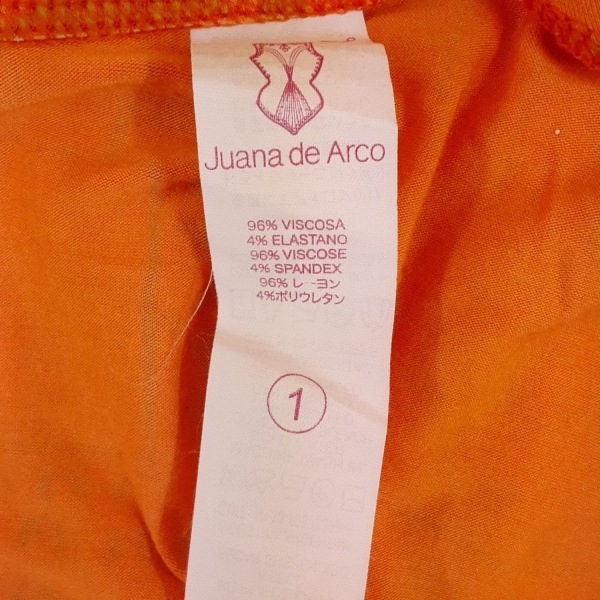 Juana de Arco
96% VISCOSA
4% ELASTANO
96% VISCOSE
4% SPANDEX
96% レーヨン
4%ポリウレタン
1